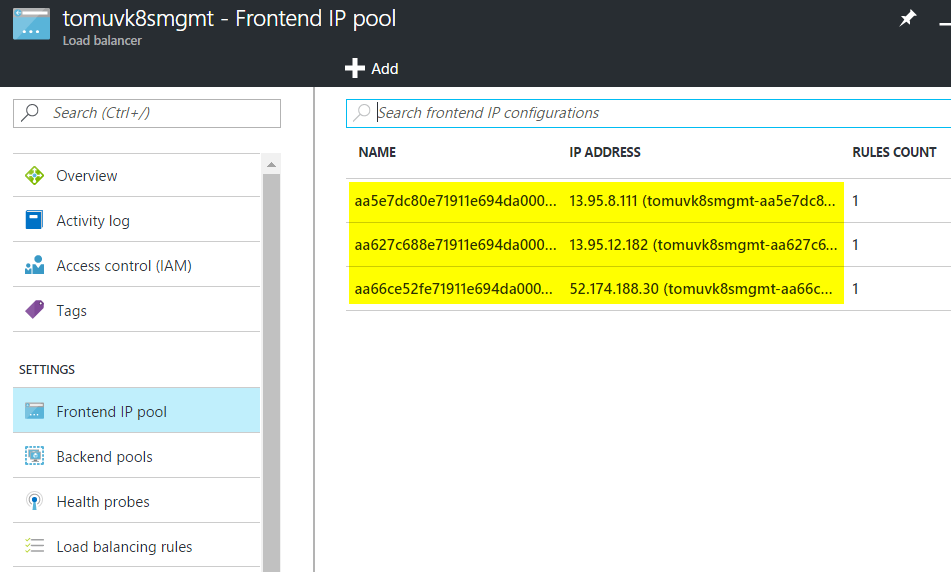 tomuvk8smgmt - Frontend IP pool
Load balancer
Add
Search (Ctrl+/)
Overview
Activity log
Access control (IAM)
Tags
SETTINGS
Frontend IP pool
Backend pools
Health probes
Load balancing rules
Search frontend IP configurations
NAME IP ADDRESS RULES COUNT
aa5e7dc80e71911e694da000... 13.95.8.111 (tomuvk8smgmt-aa5e7dc8... 1
aa627c688e71911e694da000... 13.95.12.182 (tomuvk8smgmt-aa627c6... 1
aa66ce52fe71911e694da000... 52.174.188.30 (tomuvk8smgmt-aa66c... 1